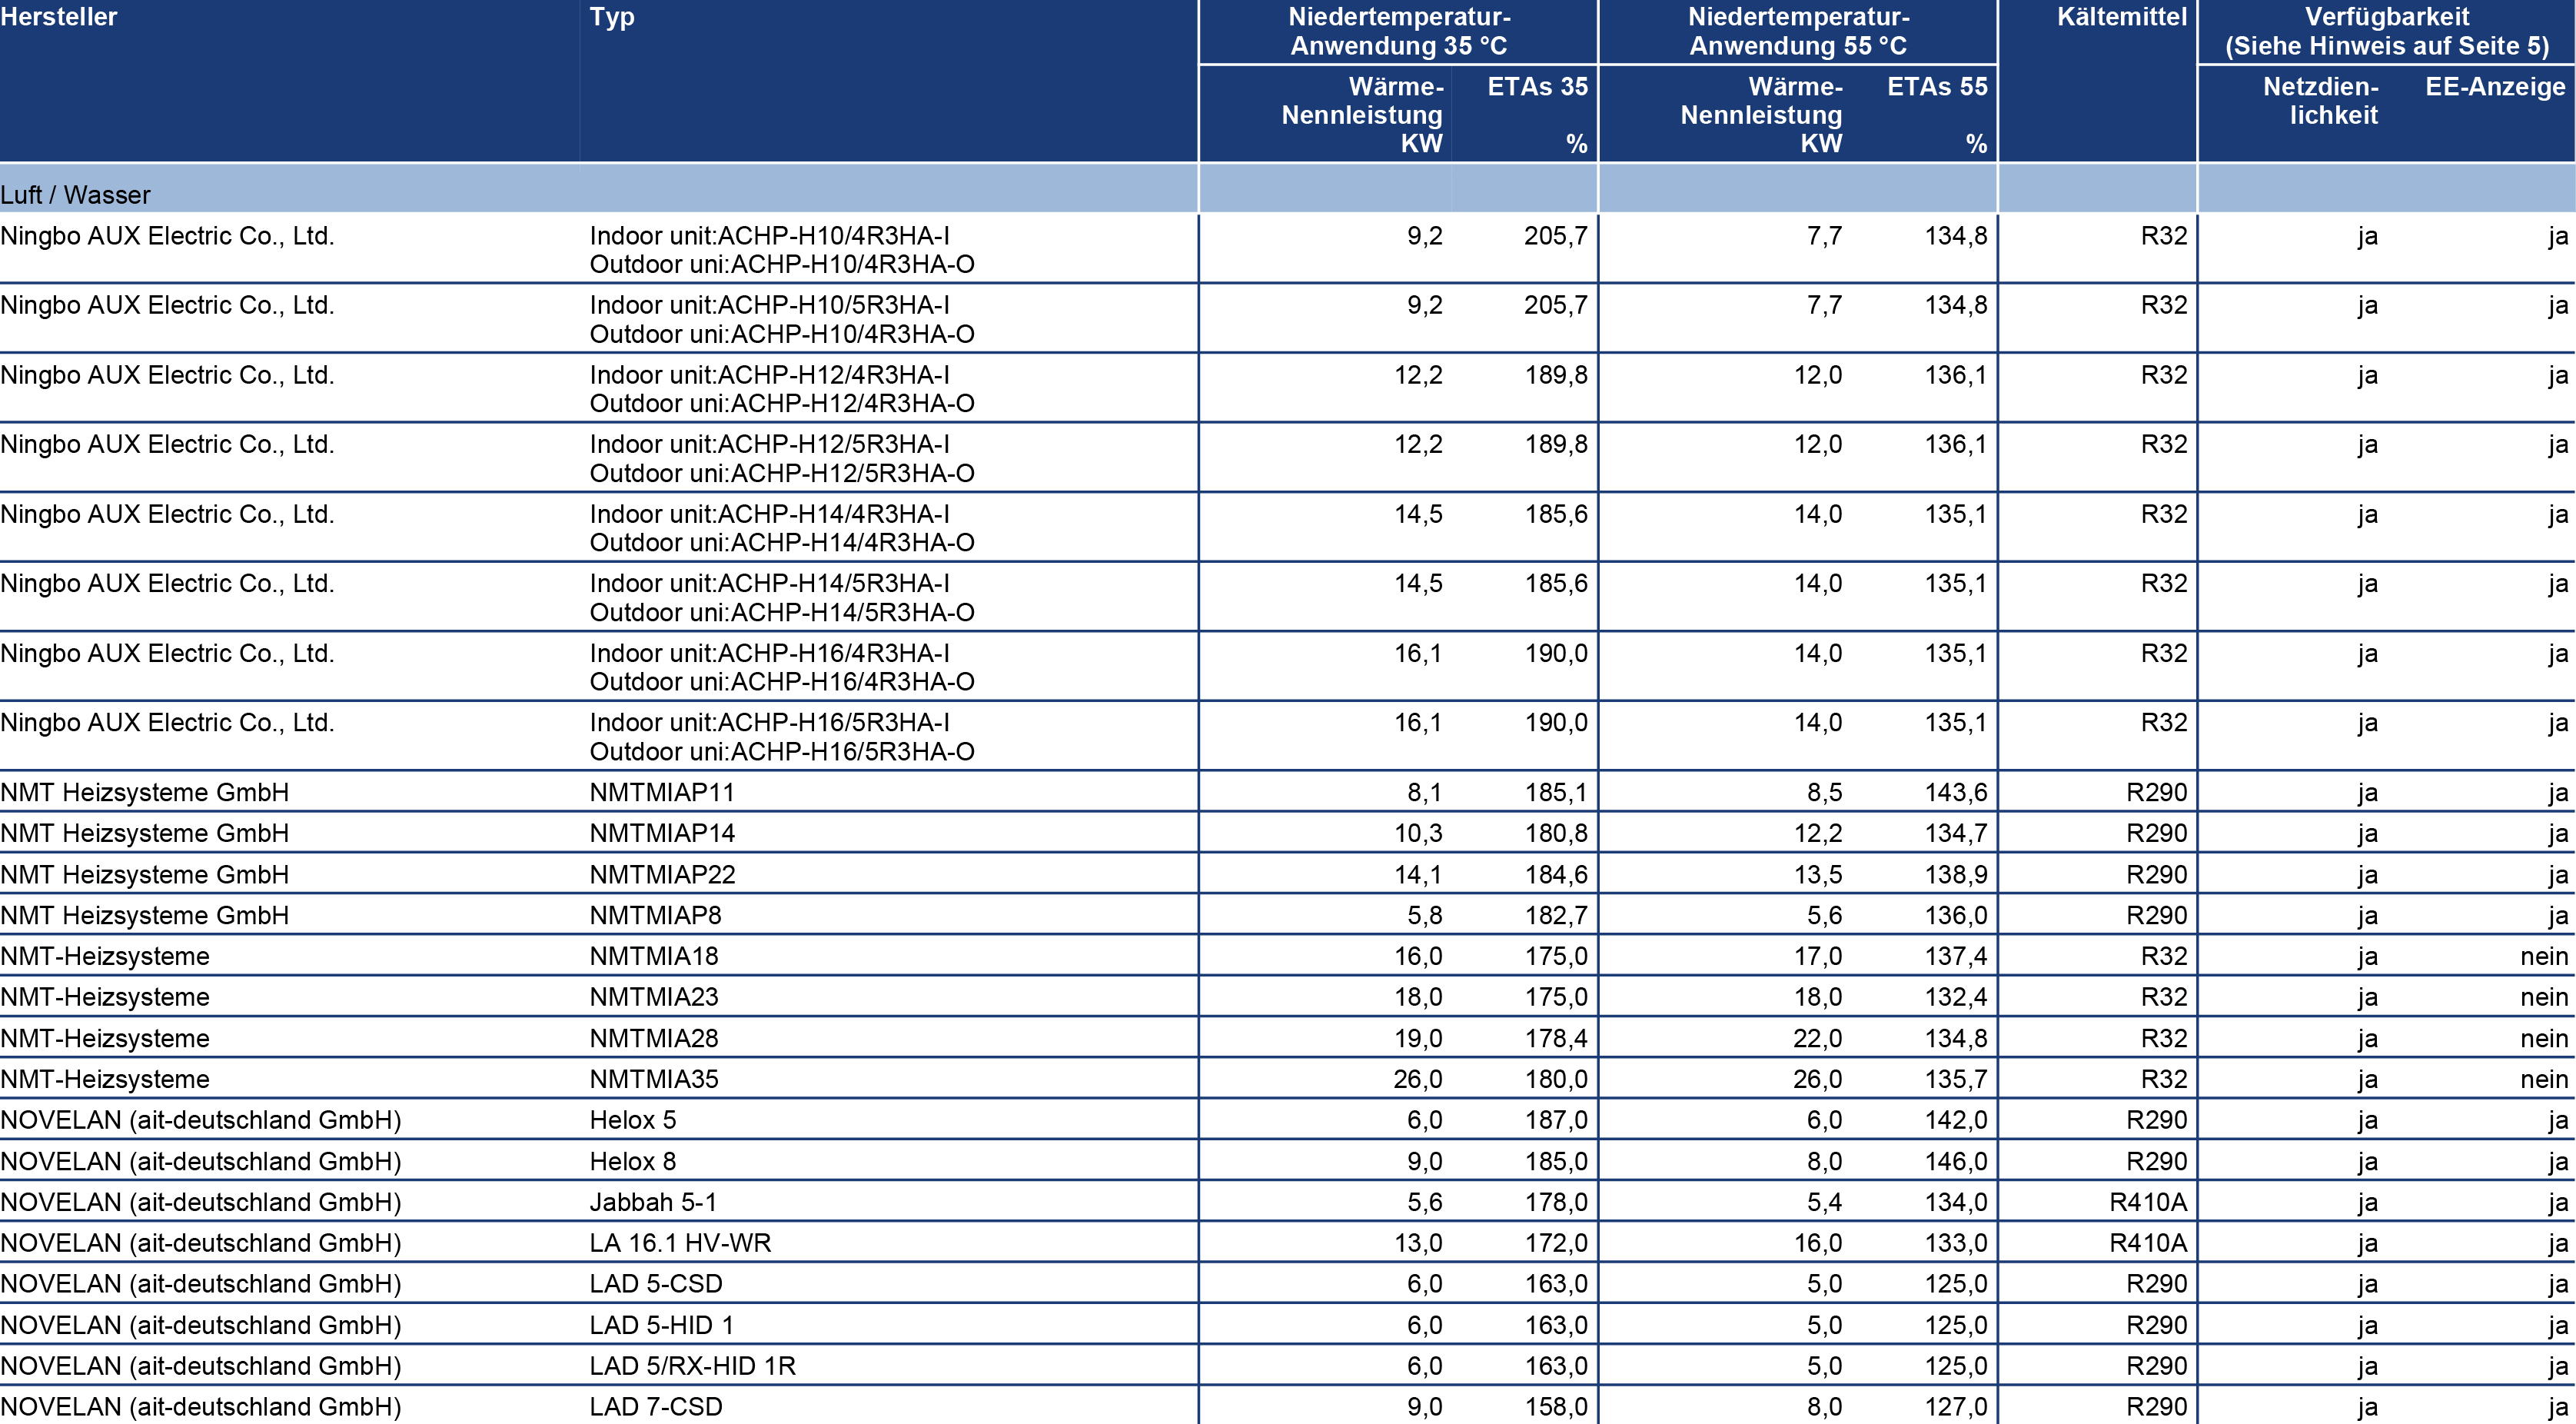 Hersteller Typ Niedertemperatur- Niedertemperatur- Kältemittel Verfügbarkeit
Anwendung 35 °C Anwendung 55 °C (Siehe Hinweis auf Seite 5)
Wärme- ETAs 35 Wärme- ETAs 55 Netzdien- EE-Anzeige
Nennleistung Nennleistung lichkeit
KW % KW %
Luft / Wasser
Ningbo AUX Electric Co., Ltd. Indoor unit:ACHP-H10/4R3HA-I 9,2 205,7 7,7 134,8 R32 ja ja
Outdoor uni:ACHP-H10/4R3HA-O
Ningbo AUX Electric Co., Ltd. Indoor unit:ACHP-H10/5R3HA-I 9,2 205,7 7,7 134,8 R32 ja ja
Outdoor uni:ACHP-H10/4R3HA-O
Ningbo AUX Electric Co., Ltd. Indoor unit:ACHP-H12/4R3HA-I 12,2 189,8 12,0 136,1 R32 ja ja
Outdoor uni:ACHP-H12/4R3HA-O
Ningbo AUX Electric Co., Ltd. Indoor unit:ACHP-H12/5R3HA-I 12,2 189,8 12,0 136,1 R32 ja ja
Outdoor uni:ACHP-H12/5R3HA-O
Ningbo AUX Electric Co., Ltd. Indoor unit:ACHP-H14/4R3HA-I 14,5 185,6 14,0 135,1 R32 ja ja
Outdoor uni:ACHP-H14/4R3HA-O
Ningbo AUX Electric Co., Ltd. Indoor unit:ACHP-H14/5R3HA-I 14,5 185,6 14,0 135,1 R32 ja ja
Outdoor uni:ACHP-H14/5R3HA-O
Ningbo AUX Electric Co., Ltd. Indoor unit:ACHP-H16/4R3HA-I 16,1 190,0 14,0 135,1 R32 ja ja
Outdoor uni:ACHP-H16/4R3HA-O
Ningbo AUX Electric Co., Ltd. Indoor unit:ACHP-H16/5R3HA-I 16,1 190,0 14,0 135,1 R32 ja ja
Outdoor uni:ACHP-H16/5R3HA-O
NMT Heizsysteme GmbH NMTMIAP11 8,1 185,1 8,5 143,6 R290 ja ja
NMT Heizsysteme GmbH NMTMIAP14 10,3 180,8 12,2 134,7 R290 ja ja
NMT Heizsysteme GmbH NMTMIAP22 14,1 184,6 13,5 138,9 R290 ja ja
NMT Heizsysteme GmbH NMTMIAP8 5,8 182,7 5,6 136,0 R290 ja ja
NMT-Heizsysteme NMTMIA18 16,0 175,0 17,0 137,4 R32 ja nein
NMT-Heizsysteme NMTMIA23 18,0 175,0 18,0 132,4 R32 ja nein
NMT-Heizsysteme NMTMIA28 19,0 178,4 22,0 134,8 R32 ja nein
NMT-Heizsysteme NMTMIA35 26,0 180,0 26,0 135,7 R32 ja nein
NOVELAN (ait-deutschland GmbH) Helox 5 6,0 187,0 6,0 142,0 R290 ja ja
NOVELAN (ait-deutschland GmbH) Helox 8 9,0 185,0 8,0 146,0 R290 ja ja
NOVELAN (ait-deutschland GmbH) Jabbah 5-1 5,6 178,0 5,4 134,0 R410A ja ja
NOVELAN (ait-deutschland GmbH) LA 16.1 HV-WR 13,0 172,0 16,0 133,0 R410A ja ja
NOVELAN (ait-deutschland GmbH) LAD 5-CSD 6,0 163,0 5,0 125,0 R290 ja ja
NOVELAN (ait-deutschland GmbH) LAD 5-HID 1 6,0 163,0 5,0 125,0 R290 ja ja
NOVELAN (ait-deutschland GmbH) LAD 5/RX-HID 1R 6,0 163,0 5,0 125,0 R290 ja ja
NOVELAN (ait-deutschland GmbH) LAD 7-CSD 9,0 158,0 8,0 127,0 R290 ja ja